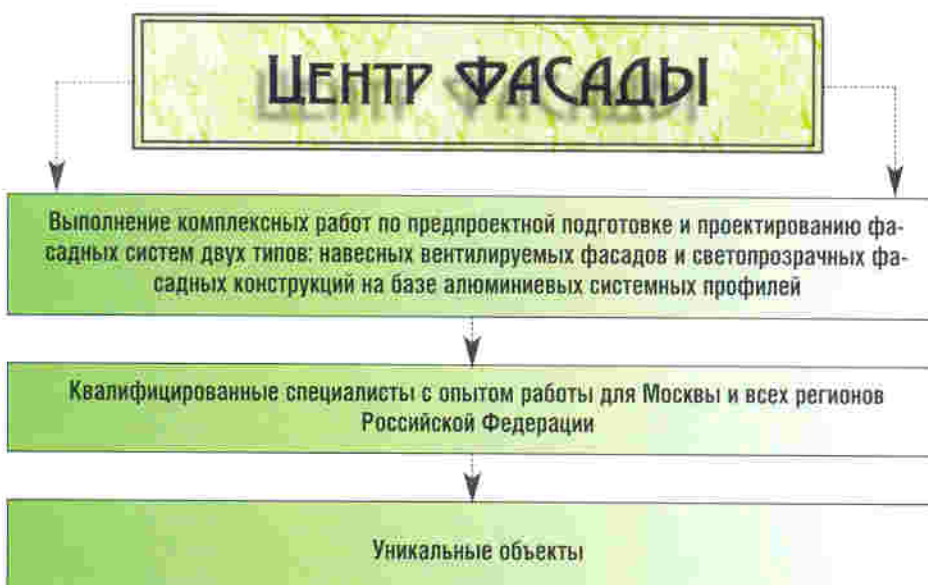 ЦЕНТР ФАСАДЫ
Выполнение комплексных работ по предпроектной подготовке и проектированию фа-
садных систем двух типов: навесных вентилируемых фасадов и светопрозрачных фа-
садных конструкций на базе алюминиевых системных профилей
Квалифицированные специалисты с опытом работы для Москвы и всех регионов
Российской Федерации
Уникальные объекты